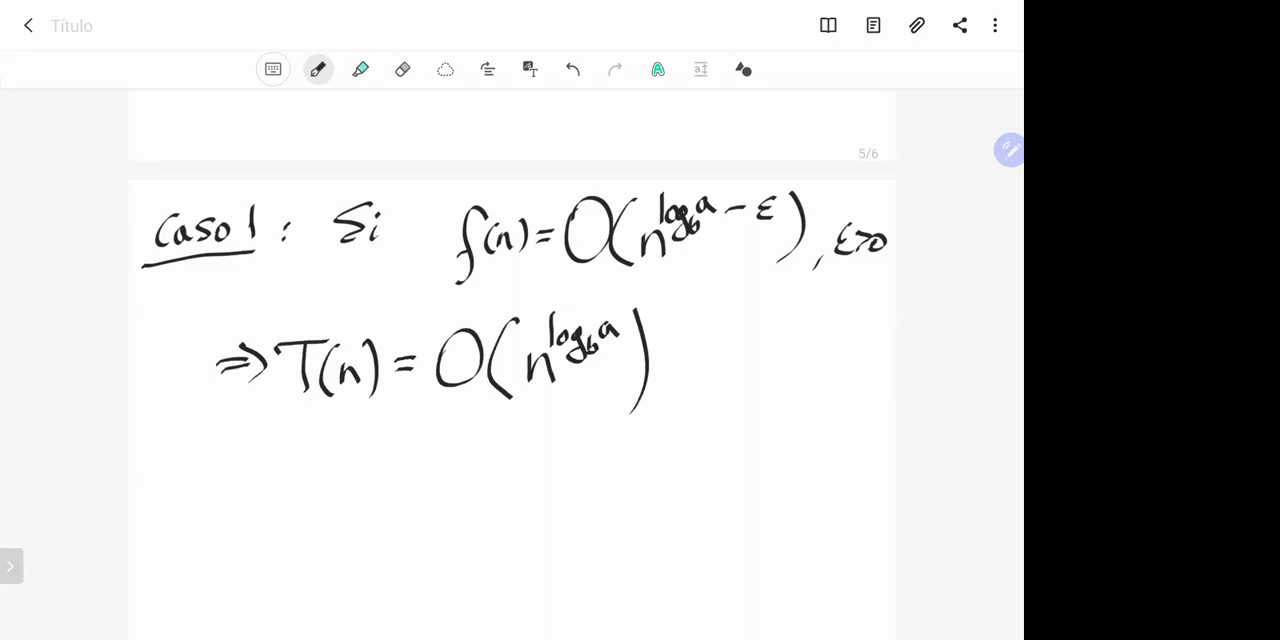 Título
5/6
Caso 1: Si f(n) = O(n^{log_b a - ε}), ε>0
⇒ T(n) = O(n^{log_b a})